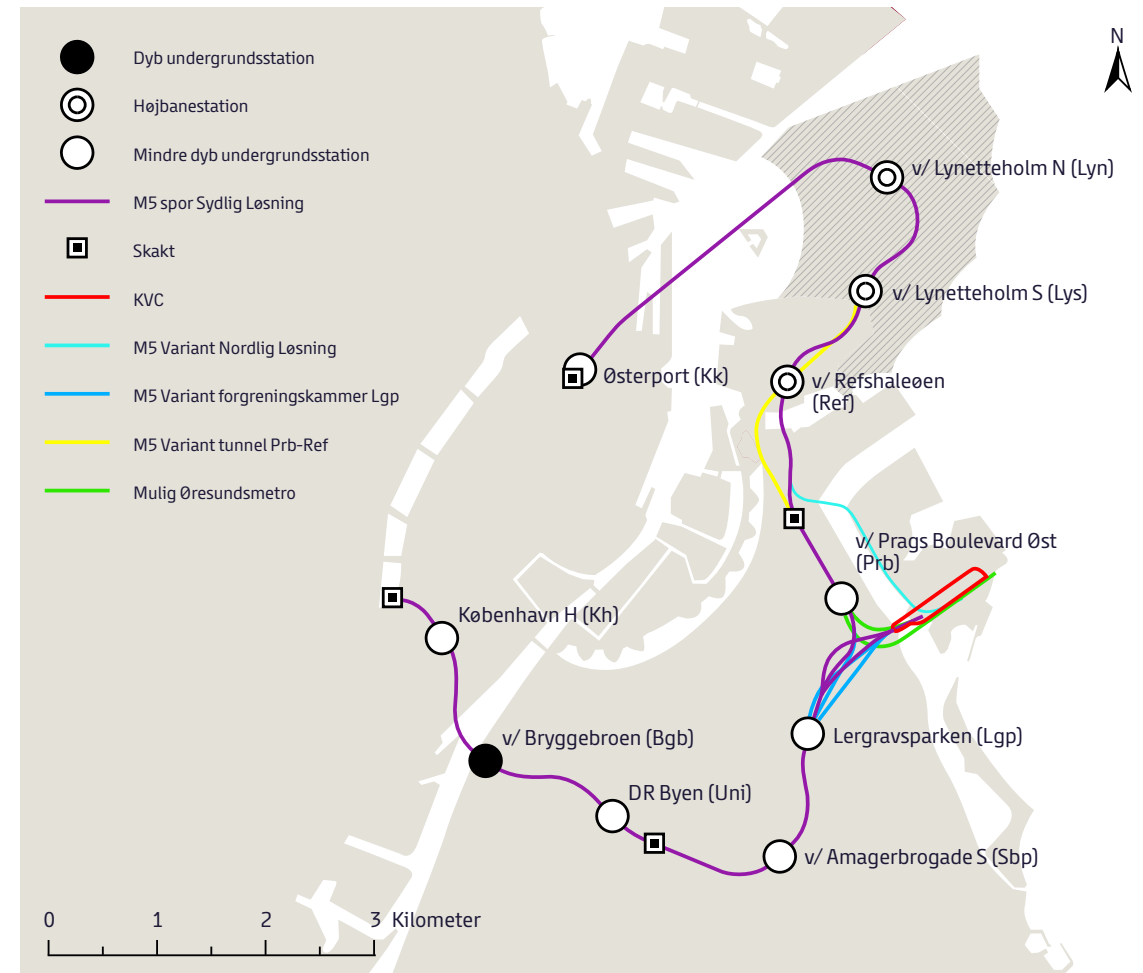 Dyb undergrundsstation
Højbanestation
Mindre dyb undergrundsstation
M5 spor Sydlig Løsning
Skakt
KVC
M5 Variant Nordlig Løsning
M5 Variant forgreningskammer Lgp
M5 Variant tunnel Prb-Ref
Mulig Øresundsmetro
N
v/ Lynetteholm N (Lyn)
v/ Lynetteholm S (Lys)
Østerport (Kk)
v/ Refshaleøen
(Ref)
v/ Prags Boulevard Øst
(Prb)
København H (Kh)
v/ Bryggebroen (Bgb)
Lergravsparken (Lgp)
DR Byen (Uni)
v/ Amagerbrogade S (Sbp)
0 1 2 3 Kilometer